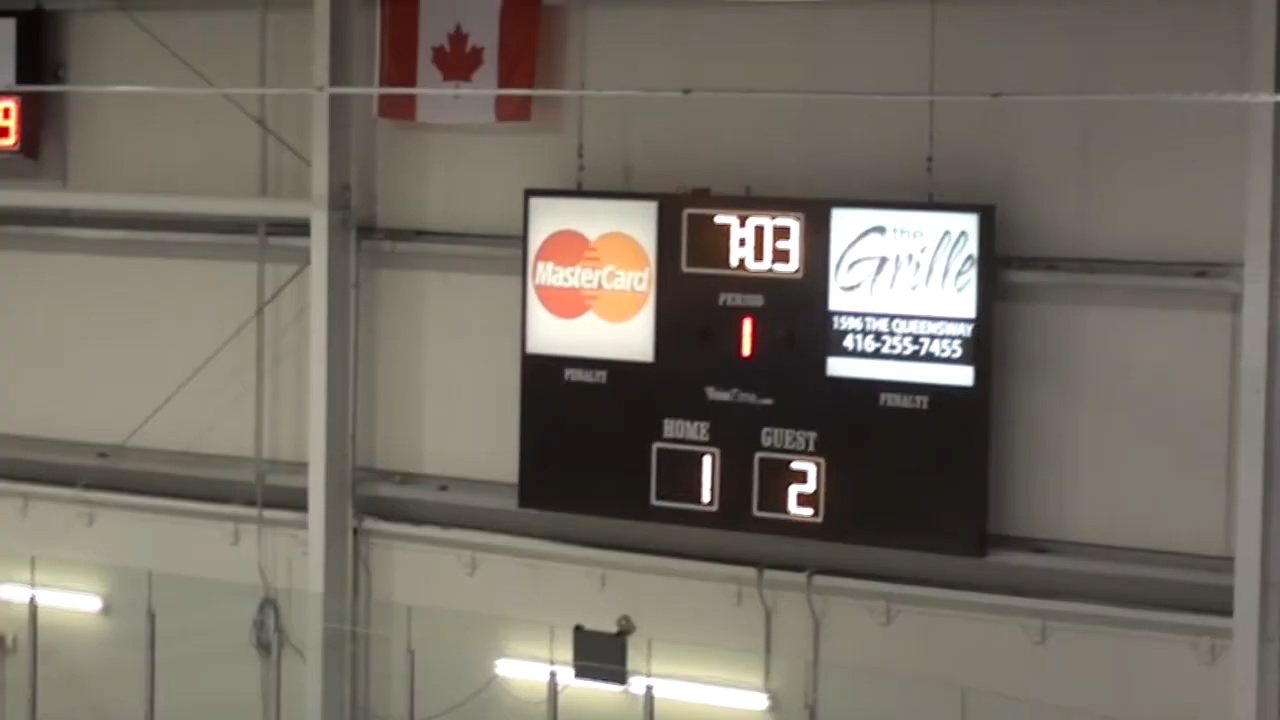 9
MasterCard
7:03
the
Grille
1596 THE QUEENSWAY
416-255-7455
PERIOD
1
PENALTY
PENALTY
HOME
GUEST
1
2